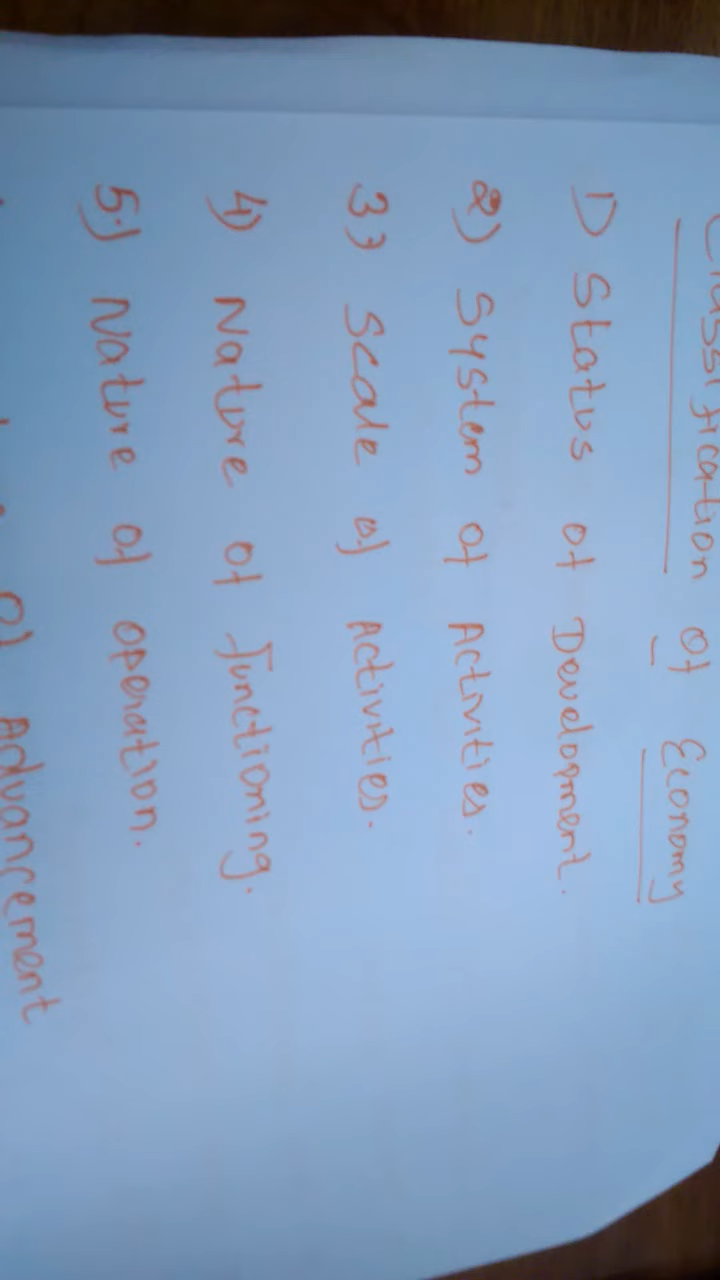 Classification of Economy
1) Status of Development.
2) System of Activities.
3) Scale of Activities.
4) Nature of functioning.
5.) Nature of operation.
of Advancement